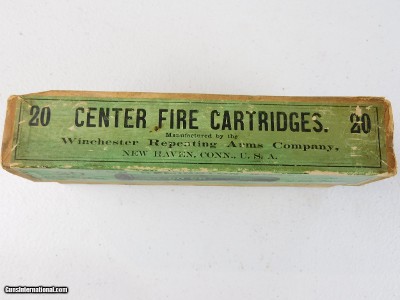 20 CENTER FIRE CARTRIDGES. 20
Manufactured by the
Winchester Repeating Arms Company,
NEW HAVEN, CONN., U. S. A.
GunsInternational.com